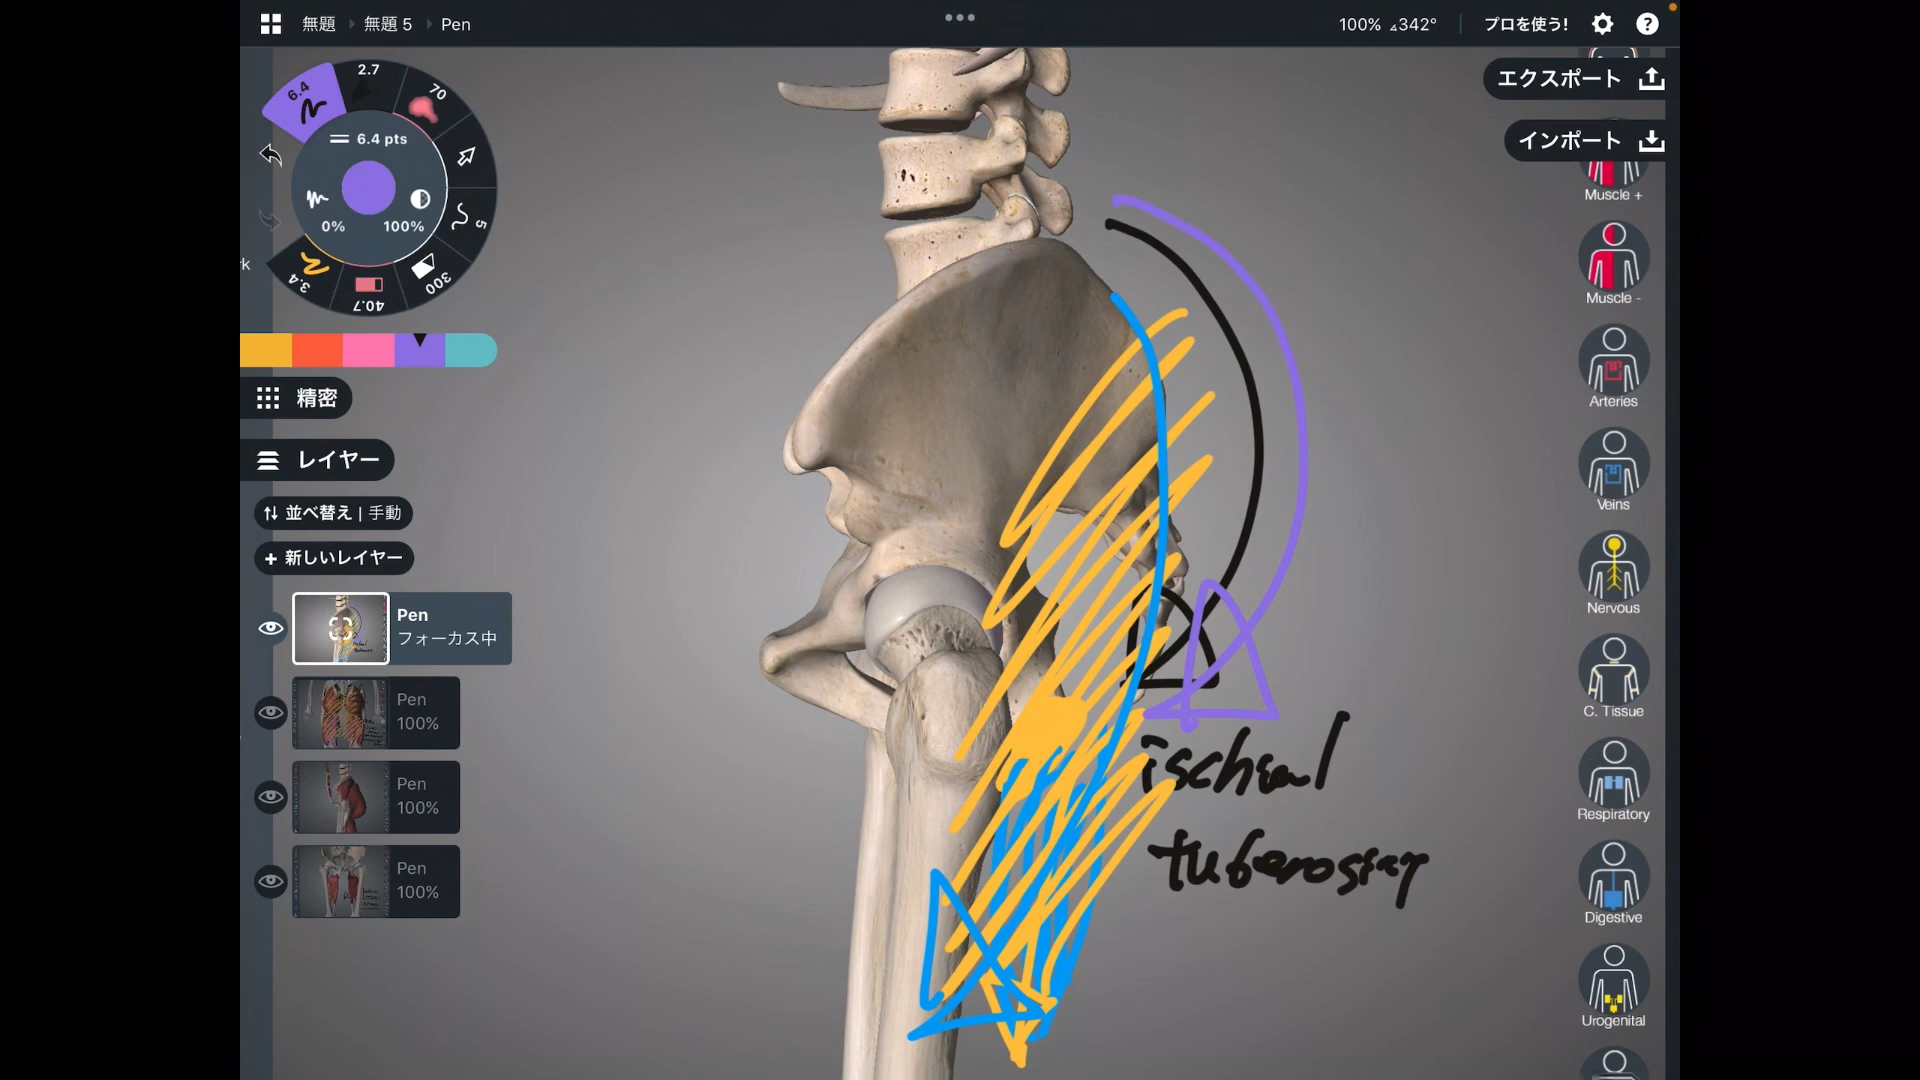 無題 無題 5 Pen
100% 342° プロを使う!
エクスポート
インポート
6.4
2.7
70
5
300
40.7
3.4
6.4 pts
0% 100%
k
精密
レイヤー
並べ替え | 手動
+ 新しいレイヤー
Pen
フォーカス中
Pen
100%
Pen
100%
Pen
100%
ischial
tuberosity
Muscle +
Muscle -
Arteries
Veins
Nervous
C. Tissue
Respiratory
Digestive
Urogenital